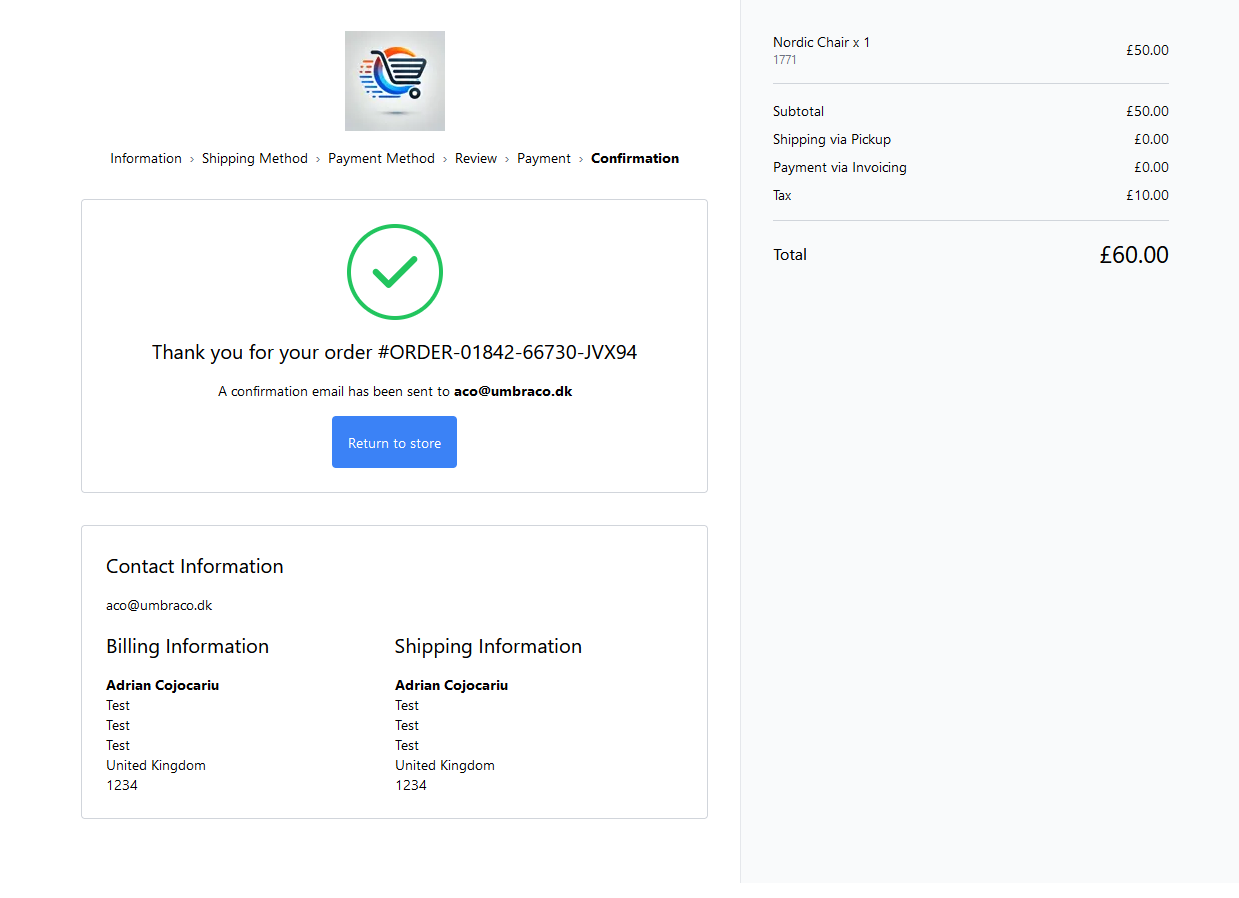 Information › Shipping Method › Payment Method › Review › Payment › Confirmation
Thank you for your order #ORDER-01842-66730-JVX94
A confirmation email has been sent to aco@umbraco.dk
Return to store
Contact Information
aco@umbraco.dk
Billing Information
Adrian Cojocariu
Test
Test
Test
United Kingdom
1234
Shipping Information
Adrian Cojocariu
Test
Test
Test
United Kingdom
1234
Nordic Chair x 1 £50.00
1771
Subtotal £50.00
Shipping via Pickup £0.00
Payment via Invoicing £0.00
Tax £10.00
Total £60.00